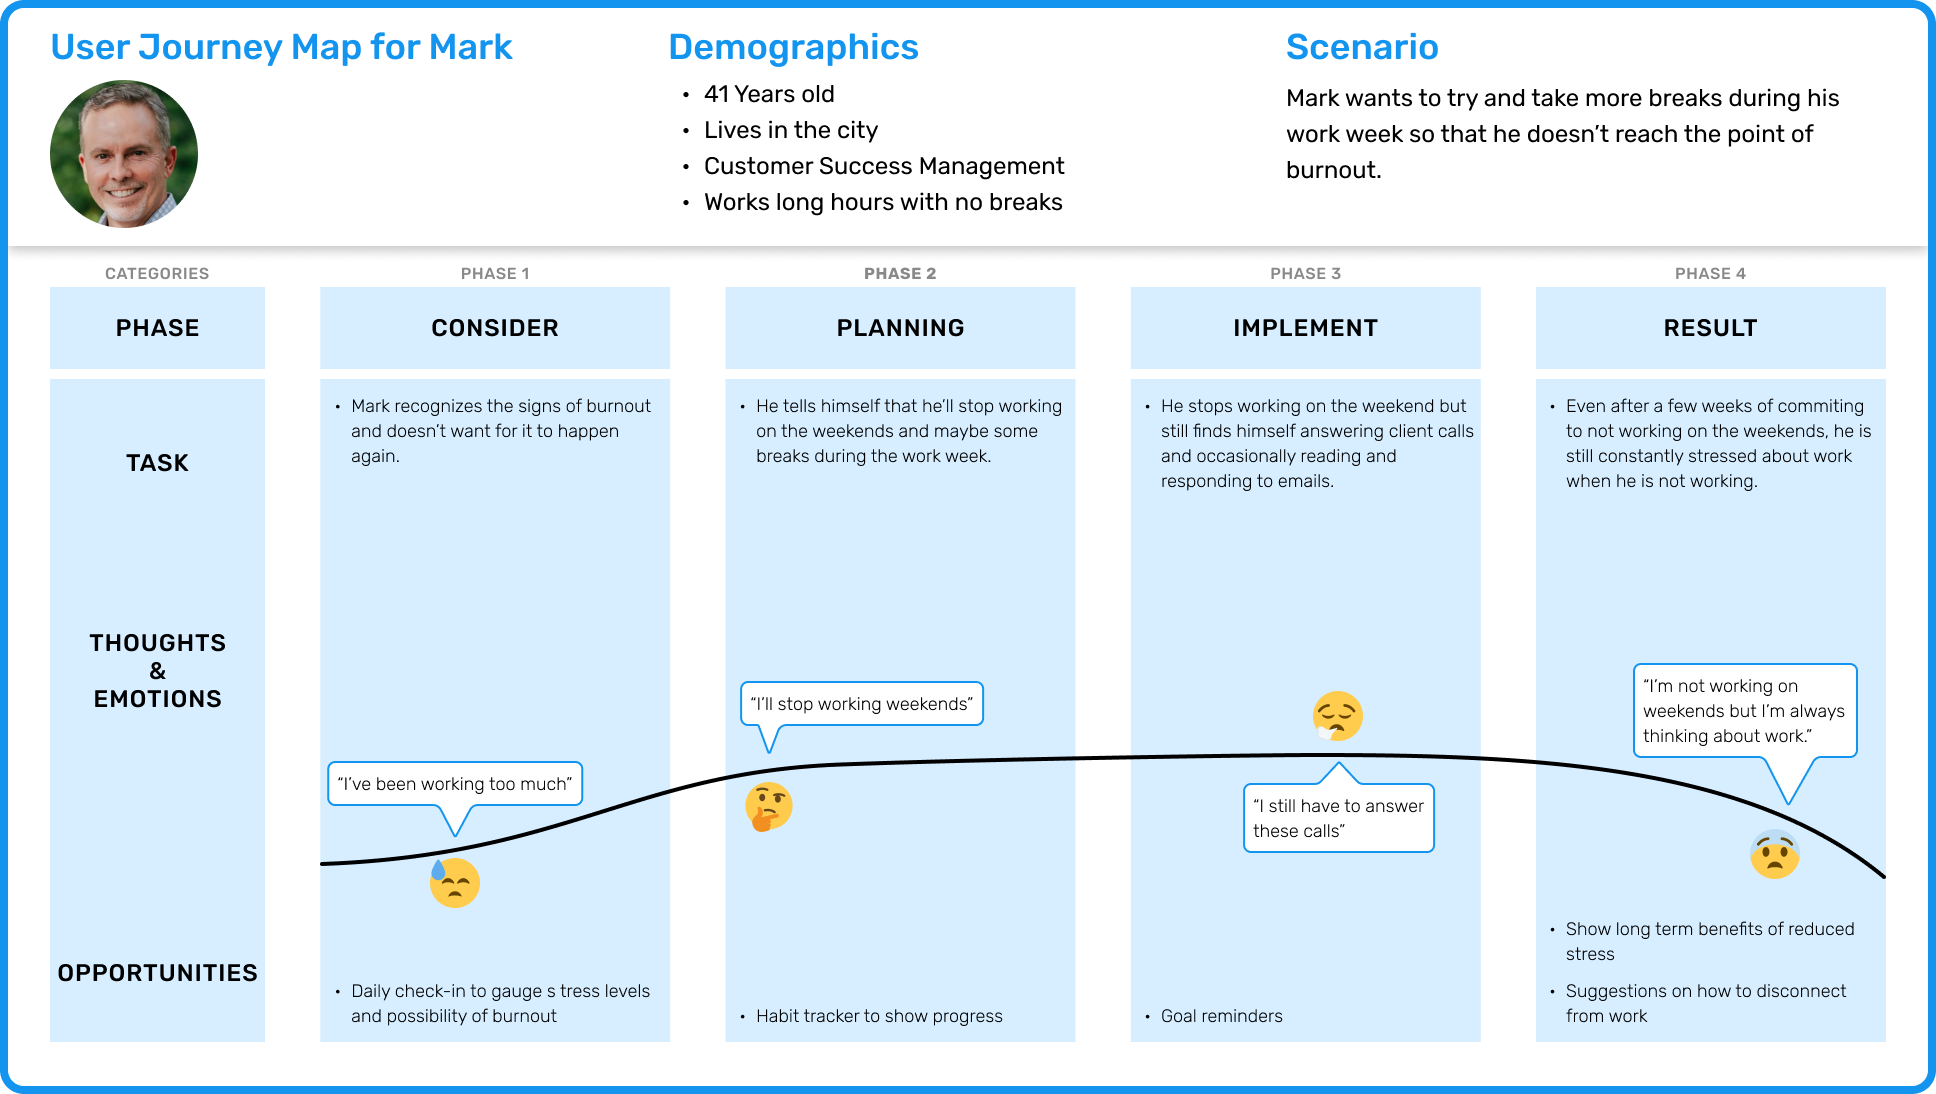 User Journey Map for Mark
Demographics
• 41 Years old
• Lives in the city
• Customer Success Management
• Works long hours with no breaks
Scenario
Mark wants to try and take more breaks during his
work week so that he doesn’t reach the point of
burnout.
CATEGORIES
PHASE 1
PHASE 2
PHASE 3
PHASE 4
PHASE
CONSIDER
PLANNING
IMPLEMENT
RESULT
TASK
• Mark recognizes the signs of burnout
and doesn’t want for it to happen
again.
• He tells himself that he’ll stop working
on the weekends and maybe some
breaks during the work week.
• He stops working on the weekend but
still finds himself answering client calls
and occasionally reading and
responding to emails.
• Even after a few weeks of commiting
to not working on the weekends, he is
still constantly stressed about work
when he is not working.
THOUGHTS
&
EMOTIONS
“I’ve been working too much”
“I’ll stop working weekends”
“I still have to answer
these calls”
“I’m not working on
weekends but I’m always
thinking about work.”
OPPORTUNITIES
• Daily check-in to gauge s tress levels
and possibility of burnout
• Habit tracker to show progress
• Goal reminders
• Show long term benefits of reduced
stress
• Suggestions on how to disconnect
from work